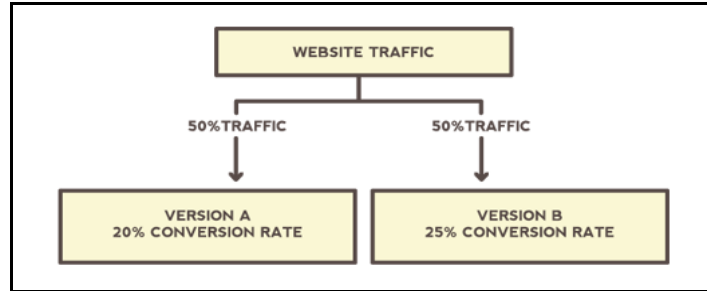 WEBSITE TRAFFIC
50%TRAFFIC
50%TRAFFIC
VERSION A
20% CONVERSION RATE
VERSION B
25% CONVERSION RATE